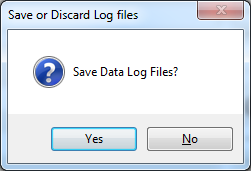 Save or Discard Log files
Save Data Log Files?
Yes
No